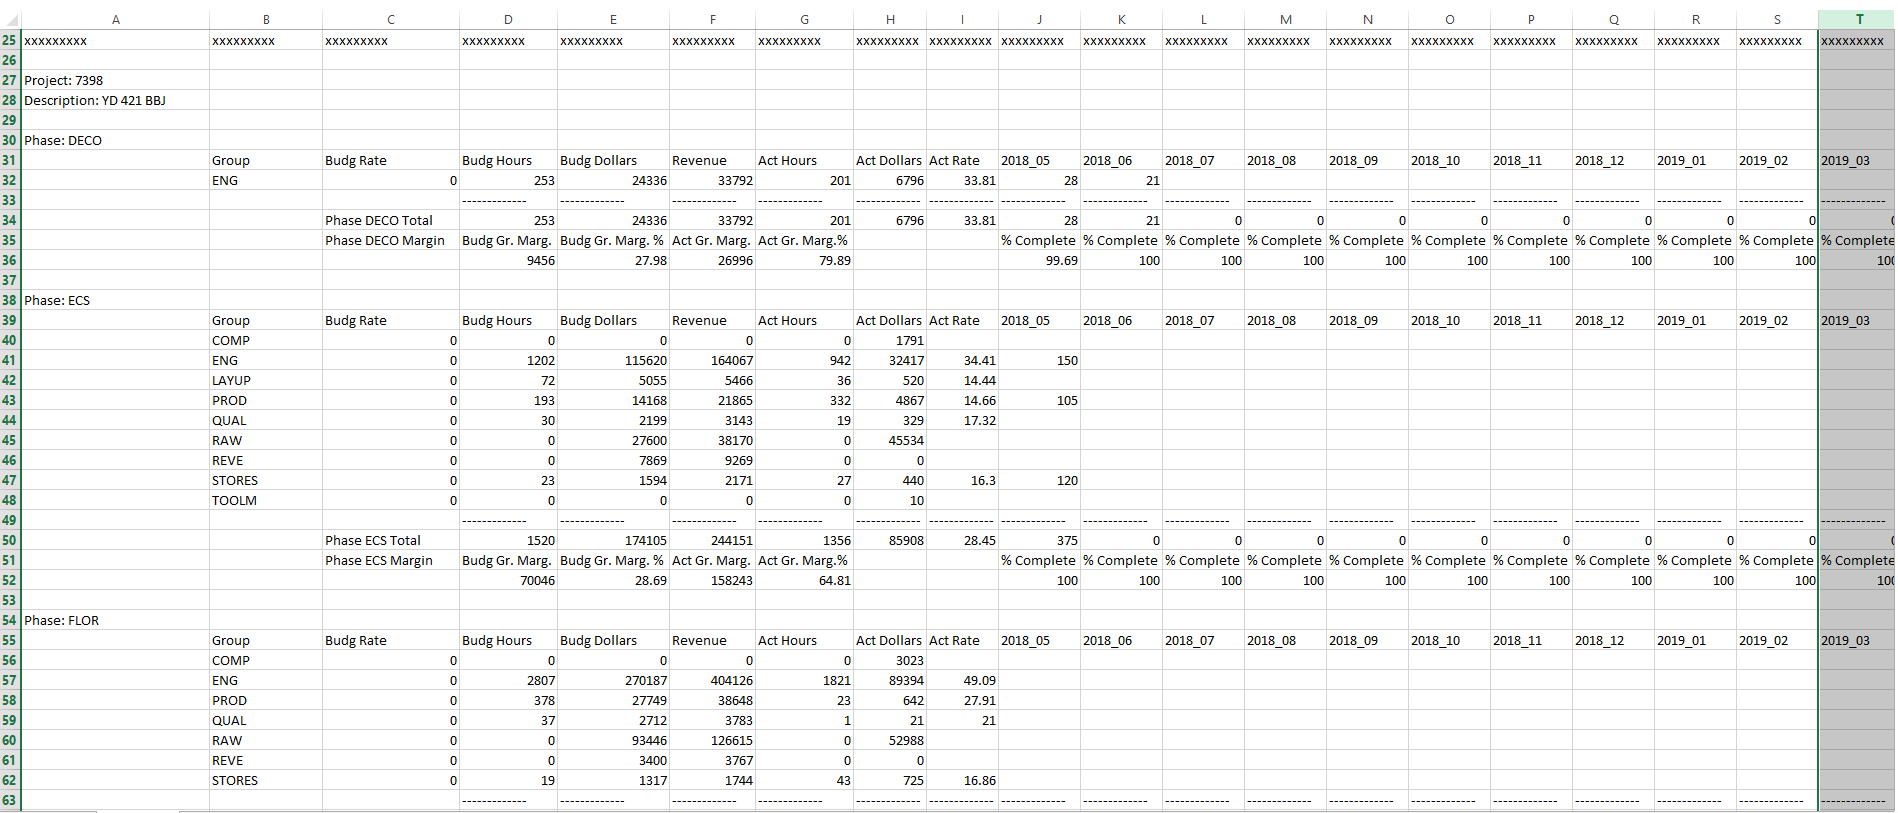 A B C D E F G H I J K L M N O P Q R S T
25 xxxxxxxxx xxxxxxxxx xxxxxxxxx xxxxxxxxx xxxxxxxxx xxxxxxxxx xxxxxxxxx xxxxxxxxx xxxxxxxxx xxxxxxxxx xxxxxxxxx xxxxxxxxx xxxxxxxxx xxxxxxxxx xxxxxxxxx xxxxxxxxx xxxxxxxxx xxxxxxxxx xxxxxxxxx xxxxxxxxx
26
27 Project: 7398
28 Description: YD 421 BBJ
29
30 Phase: DECO
31 Group Budg Rate Budg Hours Budg Dollars Revenue Act Hours Act Dollars Act Rate 2018_05 2018_06 2018_07 2018_08 2018_09 2018_10 2018_11 2018_12 2019_01 2019_02 2019_03
32 ENG 0 253 24336 33792 201 6796 33.81 28 21
33 ------------- ------------- ------------- ------------- ------------- ------------- ------------- ------------- ------------- ------------- ------------- ------------- ------------- ------------- ------------- ------------- -------------
34 Phase DECO Total 253 24336 33792 201 6796 33.81 28 21 0 0 0 0 0 0 0 0 0
35 Phase DECO Margin Budg Gr. Marg. Budg Gr. Marg. % Act Gr. Marg. Act Gr. Marg.% % Complete % Complete % Complete % Complete % Complete % Complete % Complete % Complete % Complete % Complete % Complete
36 9456 27.98 26996 79.89 99.69 100 100 100 100 100 100 100 100 100 100
37
38 Phase: ECS
39 Group Budg Rate Budg Hours Budg Dollars Revenue Act Hours Act Dollars Act Rate 2018_05 2018_06 2018_07 2018_08 2018_09 2018_10 2018_11 2018_12 2019_01 2019_02 2019_03
40 COMP 0 0 0 0 0 1791
41 ENG 0 1202 115620 164067 942 32417 34.41 150
42 LAYUP 0 72 5055 5466 36 520 14.44
43 PROD 0 193 14168 21865 332 4867 14.66 105
44 QUAL 0 30 2199 3143 19 329 17.32
45 RAW 0 0 27600 38170 0 45534
46 REVE 0 0 7869 9269 0 0
47 STORES 0 23 1594 2171 27 440 16.3 120
48 TOOLM 0 0 0 0 0 10
49 ------------- ------------- ------------- ------------- ------------- ------------- ------------- ------------- ------------- ------------- ------------- ------------- ------------- ------------- ------------- ------------- -------------
50 Phase ECS Total 1520 174105 244151 1356 85908 28.45 375 0 0 0 0 0 0 0 0 0 0
51 Phase ECS Margin Budg Gr. Marg. Budg Gr. Marg. % Act Gr. Marg. Act Gr. Marg.% % Complete % Complete % Complete % Complete % Complete % Complete % Complete % Complete % Complete % Complete % Complete
52 70046 28.69 158243 64.81 100 100 100 100 100 100 100 100 100 100 100
53
54 Phase: FLOR
55 Group Budg Rate Budg Hours Budg Dollars Revenue Act Hours Act Dollars Act Rate 2018_05 2018_06 2018_07 2018_08 2018_09 2018_10 2018_11 2018_12 2019_01 2019_02 2019_03
56 COMP 0 0 0 0 0 3023
57 ENG 0 2807 270187 404126 1821 89394 49.09
58 PROD 0 378 27749 38648 23 642 27.91
59 QUAL 0 37 2712 3783 1 21 21
60 RAW 0 0 93446 126615 0 52988
61 REVE 0 0 3400 3767 0 0
62 STORES 0 19 1317 1744 43 725 16.86
63 ------------- ------------- ------------- ------------- ------------- ------------- ------------- ------------- ------------- ------------- ------------- ------------- ------------- ------------- ------------- ------------- -------------